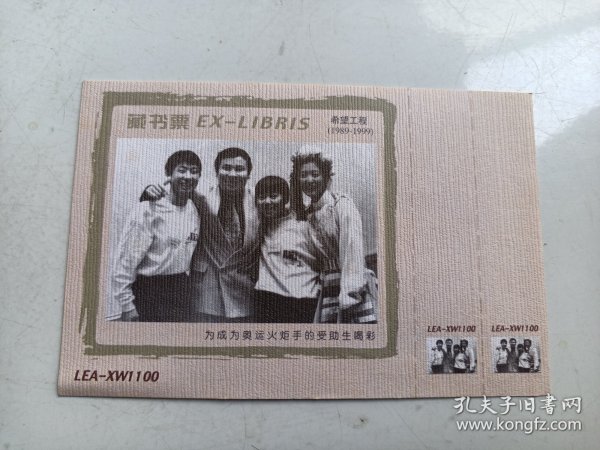 藏书票 EX-LIBRIS
希望工程
(1989-1999)
为成为奥运火炬手的受助生喝彩
LEA-XW1100
LEA-XW1100
LEA-XW1100
孔夫子旧书网
www.kongfz.com